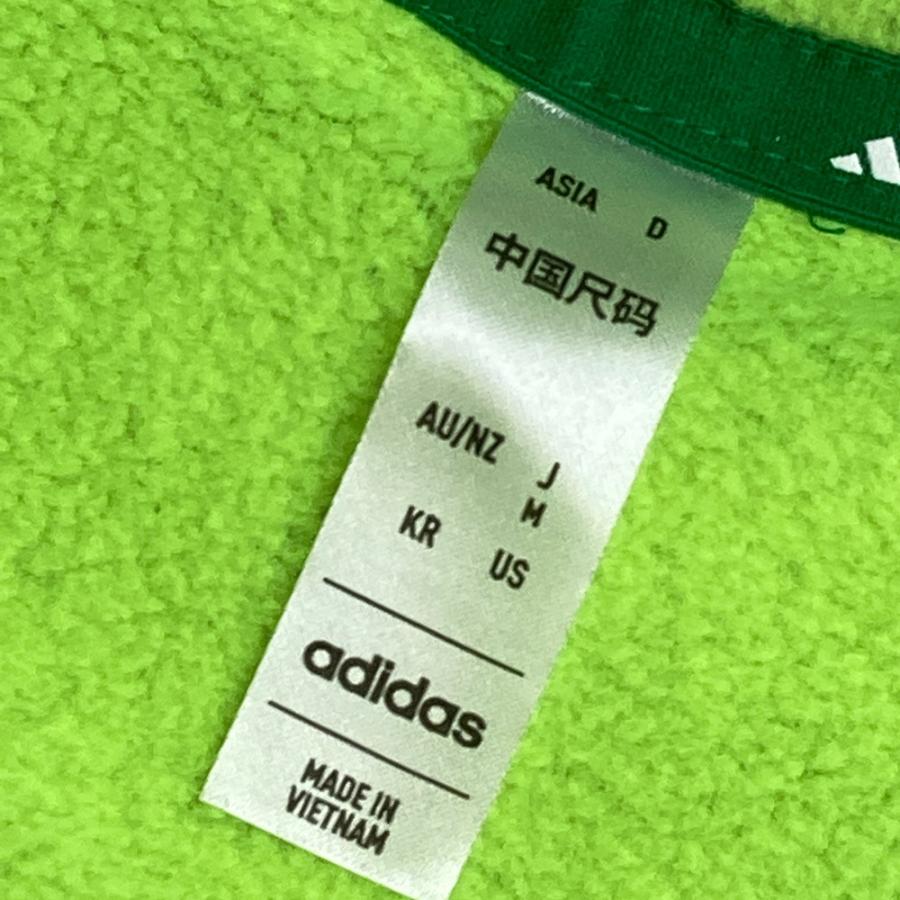 ASIA D
中国尺码
AU/NZ J
M
KR US
adidas
MADE IN
VIETNAM